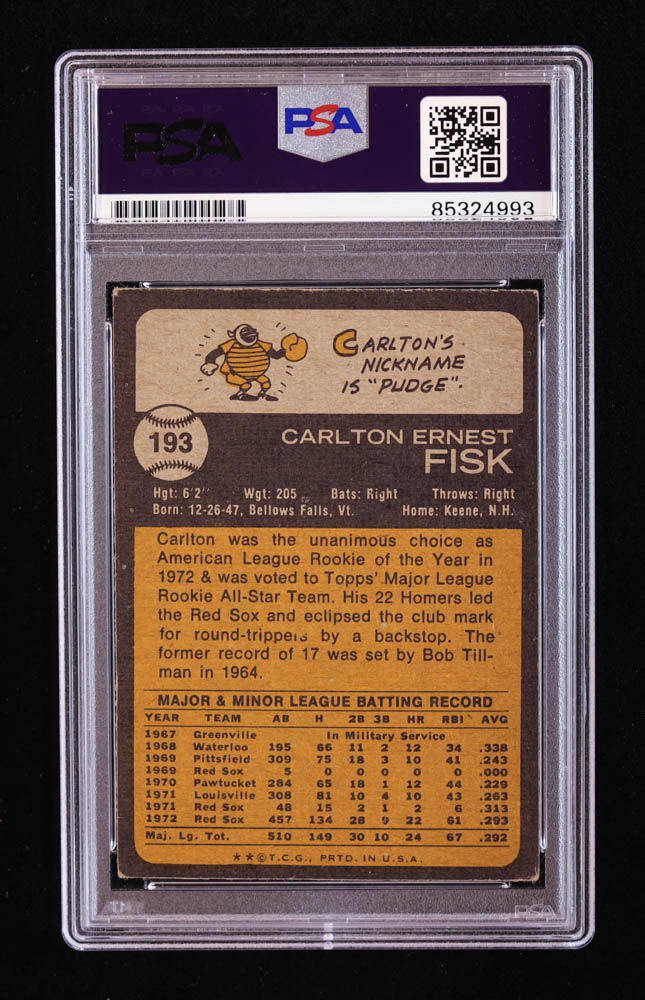 PSA
PSA
85324993
CARLTON'S
NICKNAME
IS "PUDGE".
193
CARLTON ERNEST
FISK
Hgt: 6'2" Wgt: 205 Bats: Right Throws: Right
Born: 12-26-47, Bellows Falls, Vt. Home: Keene, N.H.
Carlton was the unanimous choice as
American League Rookie of the Year in
1972 & was voted to Topps' Major League
Rookie All-Star Team. His 22 Homers led
the Red Sox and eclipsed the club mark
for round-trippers by a backstop. The
former record of 17 was set by Bob Till-
man in 1964.
MAJOR & MINOR LEAGUE BATTING RECORD
YEAR TEAM AB H 2B 3B HR RBI AVG
1967 Greenville In Military Service
1968 Waterloo 195 66 11 2 12 34 .338
1969 Pittsfield 309 75 18 3 10 41 .243
1969 Red Sox 5 0 0 0 0 0 .000
1970 Pawtucket 284 65 18 1 12 44 .229
1971 Louisville 308 81 10 4 10 43 .263
1971 Red Sox 48 15 2 1 2 6 .313
1972 Red Sox 457 134 28 9 22 61 .293
Maj. Lg. Tot. 510 149 30 10 24 67 .292
**©T.C.G., PRTD. IN U.S.A.
PSA